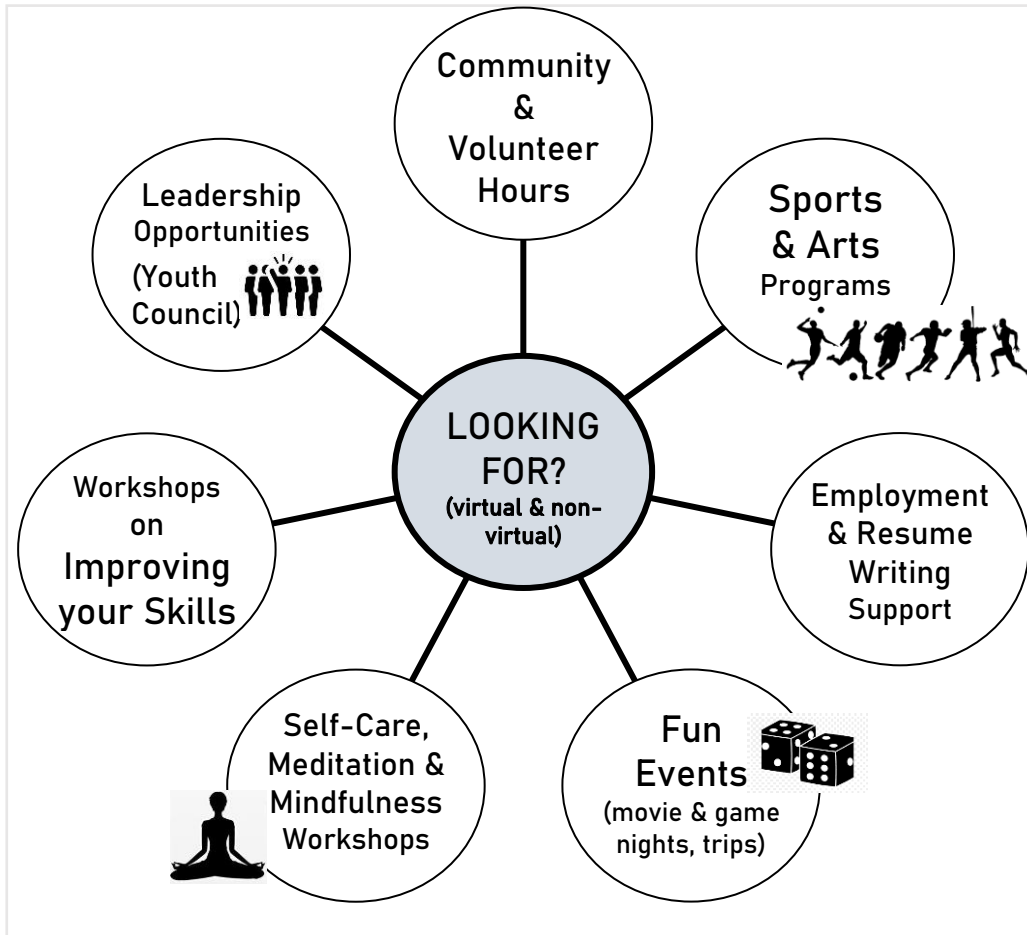 Community
&
Volunteer
Hours
Sports
& Arts
Programs
Employment
& Resume
Writing
Support
Fun
Events
(movie & game
nights, trips)
Self-Care,
Meditation &
Mindfulness
Workshops
Workshops
on
Improving
your Skills
Leadership
Opportunities
(Youth
Council)
LOOKING
FOR?
(virtual & non-
virtual)